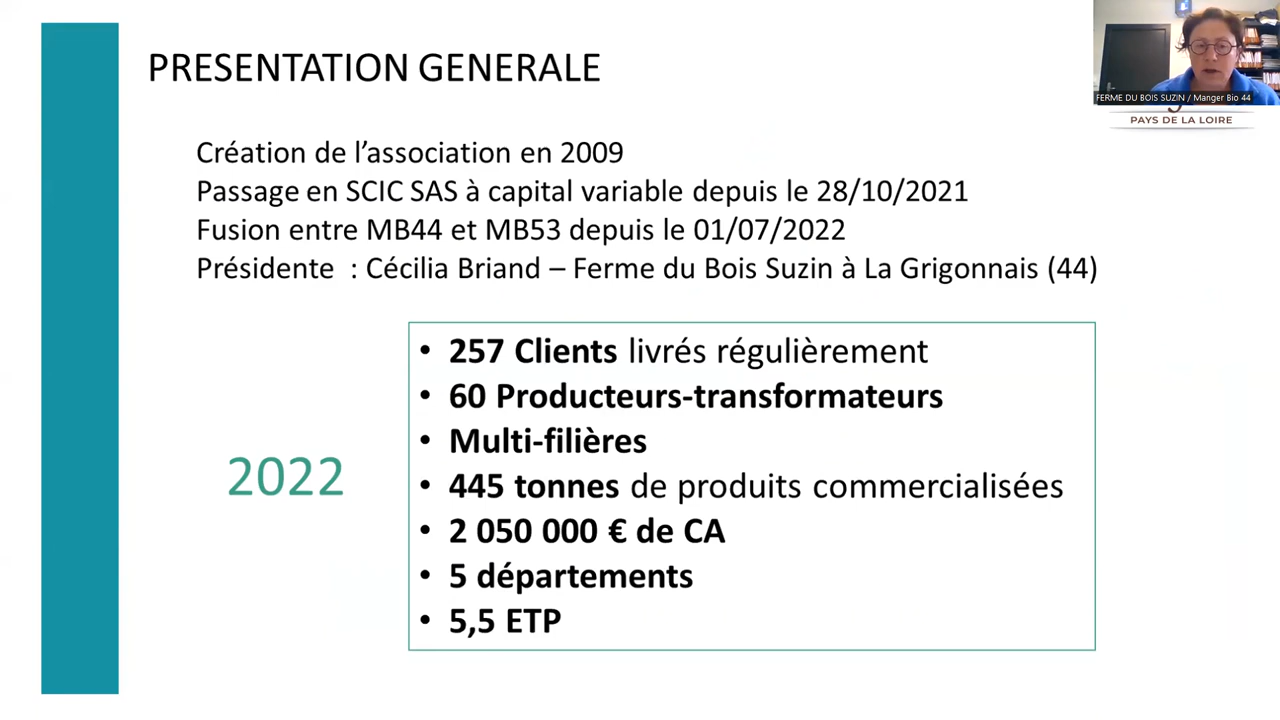 PRESENTATION GENERALE
FERME DU BOIS SUZIN / Manger Bio 44
PAYS DE LA LOIRE
Création de l'association en 2009
Passage en SCIC SAS à capital variable depuis le 28/10/2021
Fusion entre MB44 et MB53 depuis le 01/07/2022
Présidente : Cécilia Briand – Ferme du Bois Suzin à La Grigonnais (44)
2022
• 257 Clients livrés régulièrement
• 60 Producteurs-transformateurs
• Multi-filières
• 445 tonnes de produits commercialisées
• 2 050 000 € de CA
• 5 départements
• 5,5 ETP